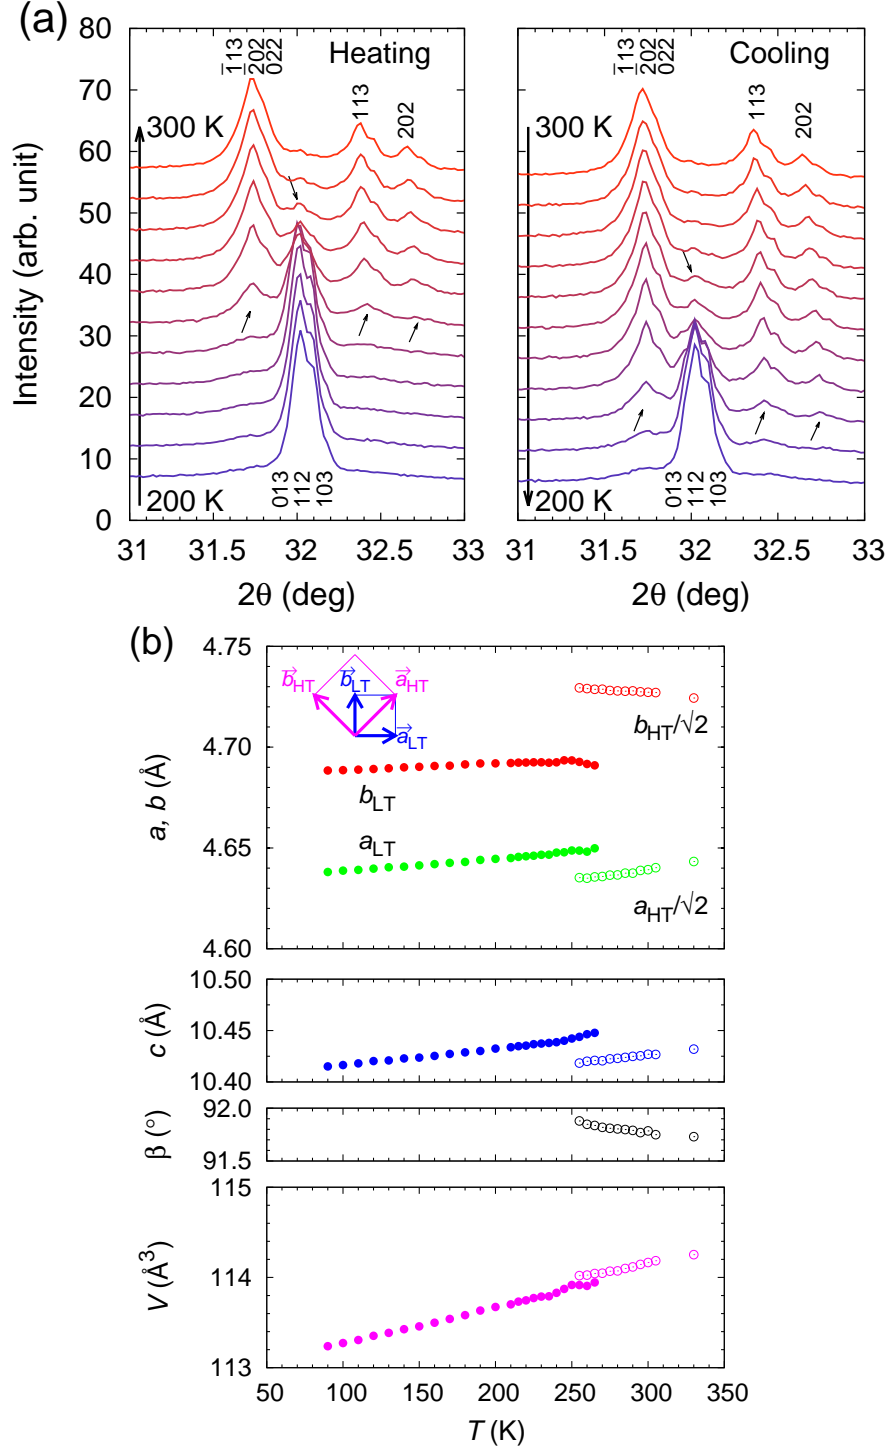 (a)
80
70
60
50
40
30
20
10
0
Intensity (arb. unit)
1̅13
2̅02
022
Heating
113
202
300 K
200 K
013
112
103
31 31.5 32 32.5 33
2θ (deg)
1̅13
2̅02
022
Cooling
113
202
300 K
200 K
013
112
103
31 31.5 32 32.5 33
2θ (deg)
(b)
4.75
4.70
4.65
4.60
a, b (Å)
b⃗HT b⃗LT a⃗HT
a⃗LT
bHT/√2
bLT
aLT
aHT/√2
10.50
10.45
10.40
c (Å)
92.0
91.5
β (°)
115
114
113
V (Å³)
50 100 150 200 250 300 350
T (K)